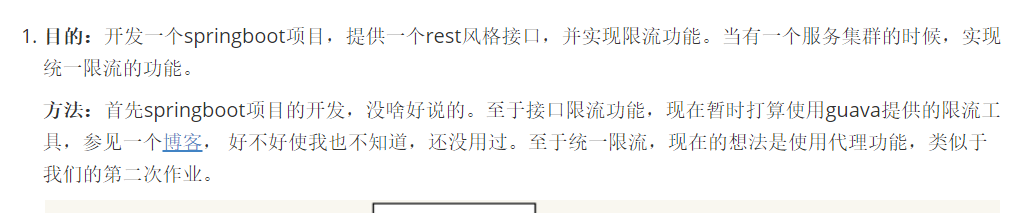 1. 目的：开发一个springboot项目，提供一个rest风格接口，并实现限流功能。当有一个服务集群的时候，实现
统一限流的功能。
方法：首先springboot项目的开发，没啥好说的。至于接口限流功能，现在暂时打算使用guava提供的限流工
具，参见一个博客， 好不好使我也不知道，还没用过。至于统一限流，现在的想法是使用代理功能，类似于
我们的第二次作业。